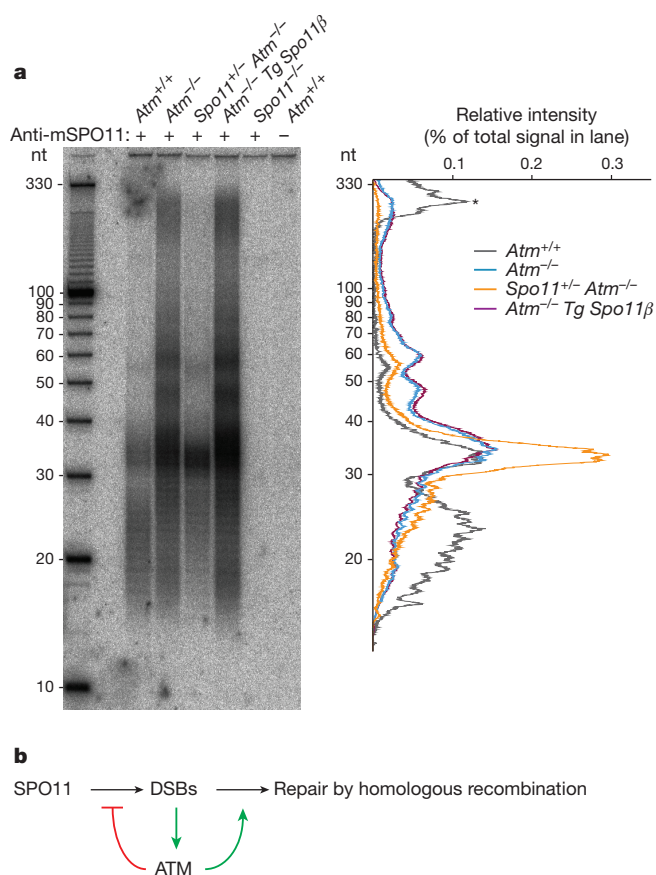 a
Atm+/+
Atm−/−
Spo11+/− Atm−/−
Atm−/− Tg Spo11β
Spo11−/−
Atm+/+
Anti-mSPO11: + + + + + −
nt
330
100
90
80
70
60
50
40
30
20
10
Relative intensity
(% of total signal in lane)
nt
0.1 0.2 0.3
330
*
Atm+/+
Atm−/−
Spo11+/− Atm−/−
Atm−/− Tg Spo11β
100
90
80
70
60
50
40
30
20
b
SPO11 DSBs Repair by homologous recombination
ATM